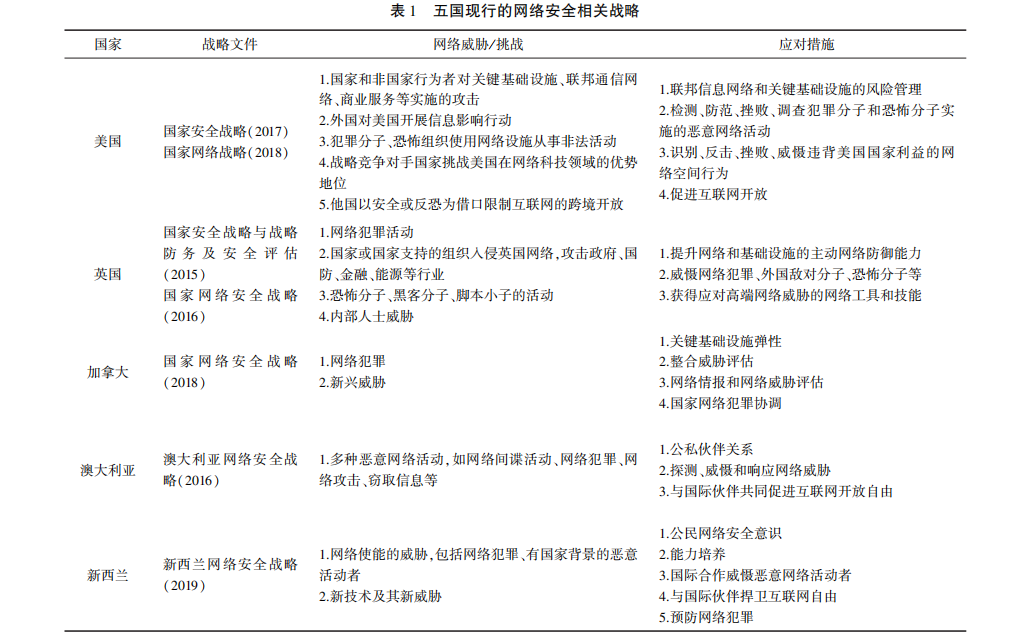 表 1 五国现行的网络安全相关战略
国家 战略文件 网络威胁/挑战 应对措施
美国
国家安全战略(2017)
国家网络战略(2018)
1.国家和非国家行为者对关键基础设施、联邦通信网
络、商业服务等实施的攻击
2.外国对美国开展信息影响行动
3.犯罪分子、恐怖组织使用网络设施从事非法活动
4.战略竞争对手国家挑战美国在网络科技领域的优势
地位
5.他国以安全或反恐为借口限制互联网的跨境开放
1.联邦信息网络和关键基础设施的风险管理
2.检测、防范、挫败、调查犯罪分子和恐怖分子实
施的恶意网络活动
3.识别、反击、挫败、威慑违背美国国家利益的网
络空间行为
4.促进互联网开放
英国
国家安全战略与战略
防务及安全评估
(2015)
国家网络安全战略
(2016)
1.网络犯罪活动
2.国家或国家支持的组织入侵英国网络,攻击政府、国
防、金融、能源等行业
3.恐怖分子、黑客分子、脚本小子的活动
4.内部人士威胁
1.提升网络和基础设施的主动网络防御能力
2.威慑网络犯罪、外国敌对分子、恐怖分子等
3.获得应对高端网络威胁的网络工具和技能
加拿大
国家网络安全战略
(2018)
1.网络犯罪
2.新兴威胁
1.关键基础设施弹性
2.整合威胁评估
3.网络情报和网络威胁评估
4.国家网络犯罪协调
澳大利亚
澳大利亚网络安全战
略(2016)
1.多种恶意网络活动,如网络间谍活动、网络犯罪、网
络攻击、窃取信息等
1.公私伙伴关系
2.探测、威慑和响应网络威胁
3.与国际伙伴共同促进互联网开放自由
新西兰
新西兰网络安全战略
(2019)
1.网络使能的威胁,包括网络犯罪、有国家背景的恶意
活动者
2.新技术及其新威胁
1.公民网络安全意识
2.能力培养
3.国际合作威慑恶意网络活动者
4.与国际伙伴捍卫互联网自由
5.预防网络犯罪